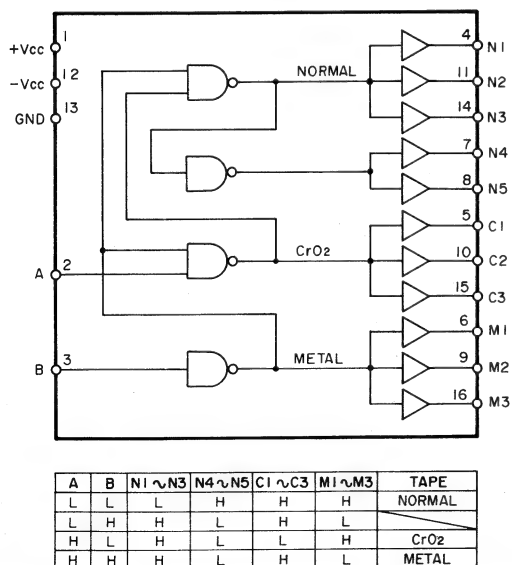 +Vcc 1
-Vcc 12
GND 13
A 2
B 3
NORMAL
CrO2
METAL
4 N1
11 N2
14 N3
7 N4
8 N5
5 C1
10 C2
15 C3
6 M1
9 M2
16 M3
A B N1~N3 N4~N5 C1~C3 M1~M3 TAPE
L L L H H H NORMAL
L H H L H L
H L H L L H CrO2
H H H L H L METAL